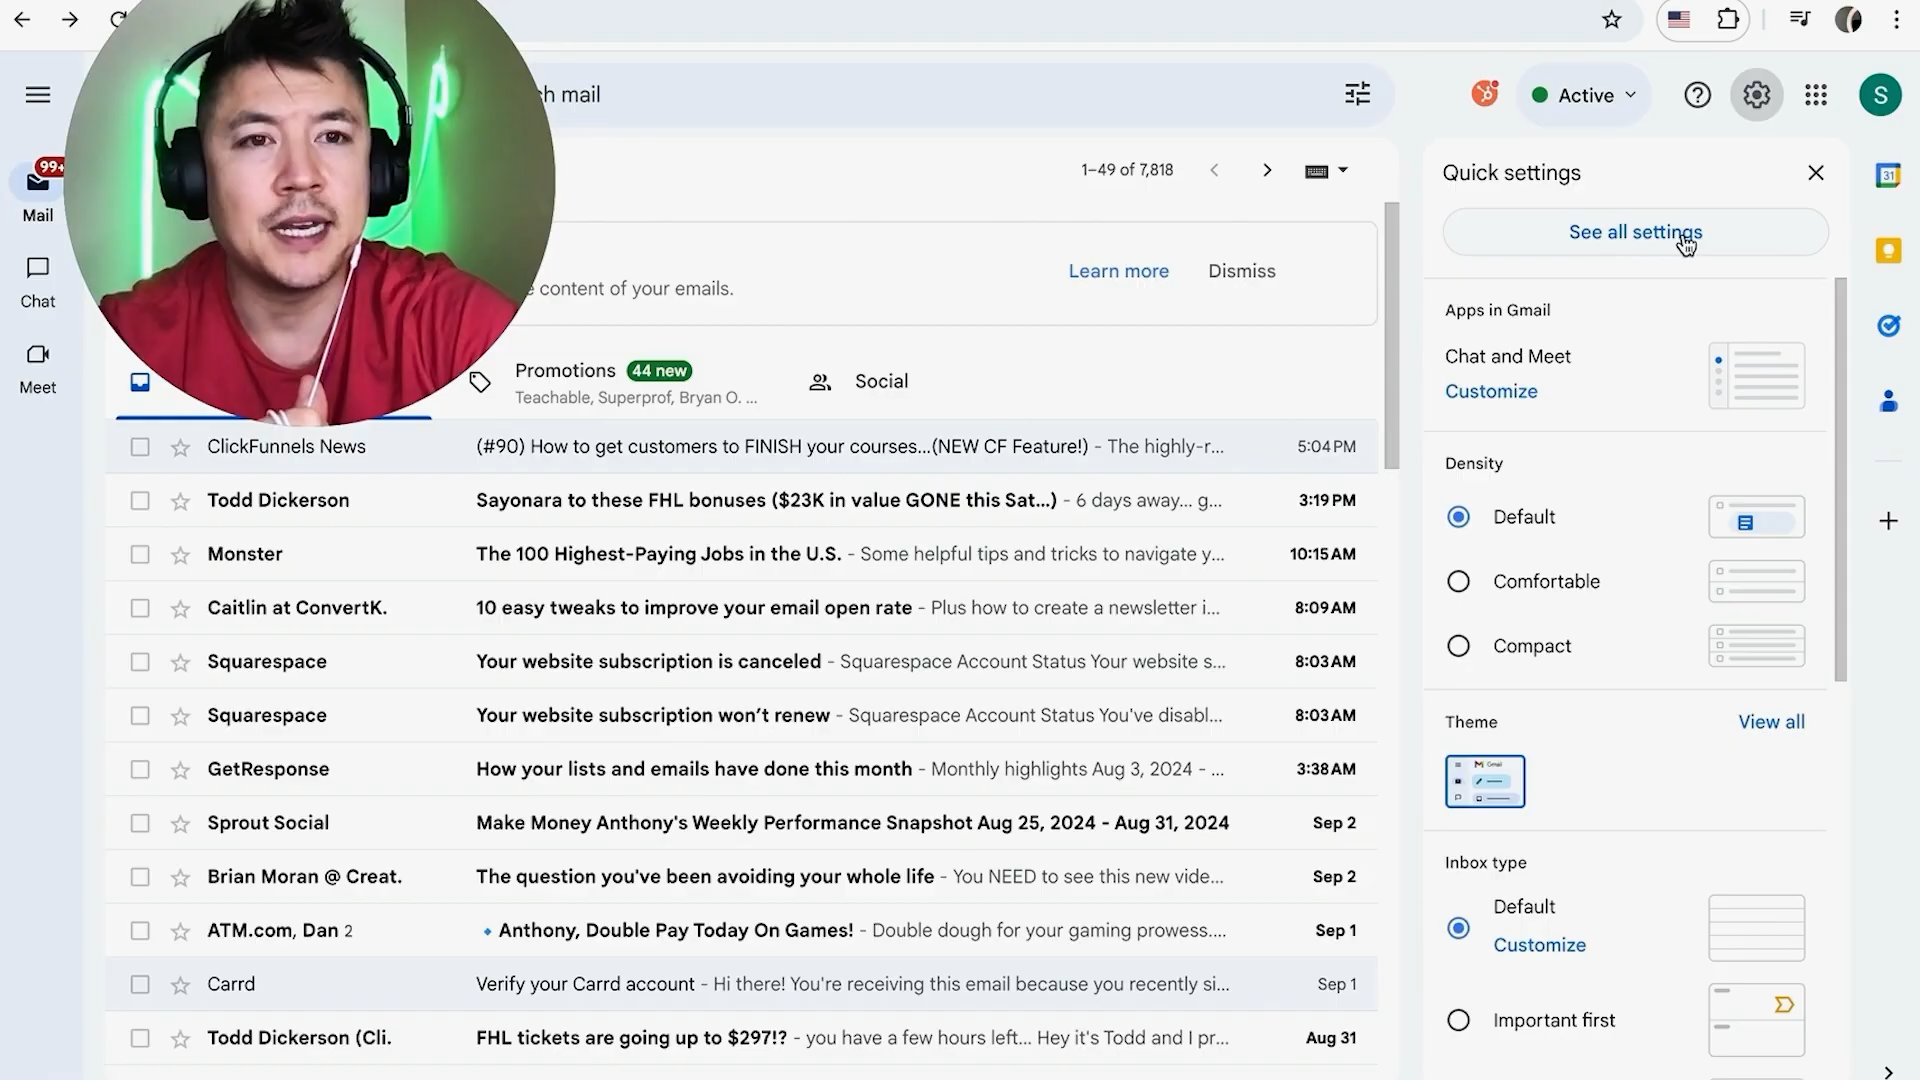 ch mail
Active
S
99+
Mail
Chat
Meet
1–49 of 7,818
content of your emails.
Learn more
Dismiss
Promotions 44 new
Teachable, Superprof, Bryan O. ...
Social
ClickFunnels News (#90) How to get customers to FINISH your courses...(NEW CF Feature!) - The highly-r... 5:04 PM
Todd Dickerson Sayonara to these FHL bonuses ($23K in value GONE this Sat...) - 6 days away... g... 3:19 PM
Monster The 100 Highest-Paying Jobs in the U.S. - Some helpful tips and tricks to navigate y... 10:15 AM
Caitlin at ConvertK. 10 easy tweaks to improve your email open rate - Plus how to create a newsletter i... 8:09 AM
Squarespace Your website subscription is canceled - Squarespace Account Status Your website s... 8:03 AM
Squarespace Your website subscription won't renew - Squarespace Account Status You've disabl... 8:03 AM
GetResponse How your lists and emails have done this month - Monthly highlights Aug 3, 2024 - ... 3:38 AM
Sprout Social Make Money Anthony's Weekly Performance Snapshot Aug 25, 2024 - Aug 31, 2024 Sep 2
Brian Moran @ Creat. The question you've been avoiding your whole life - You NEED to see this new vide... Sep 2
ATM.com, Dan 2 🔹Anthony, Double Pay Today On Games! - Double dough for your gaming prowess.... Sep 1
Carrd Verify your Carrd account - Hi there! You're receiving this email because you recently si... Sep 1
Todd Dickerson (Cli. FHL tickets are going up to $297!? - you have a few hours left... Hey it's Todd and I pr... Aug 31
Quick settings
See all settings
Apps in Gmail
Chat and Meet
Customize
Density
Default
Comfortable
Compact
Theme
View all
Gmail
Inbox type
Default
Customize
Important first
31